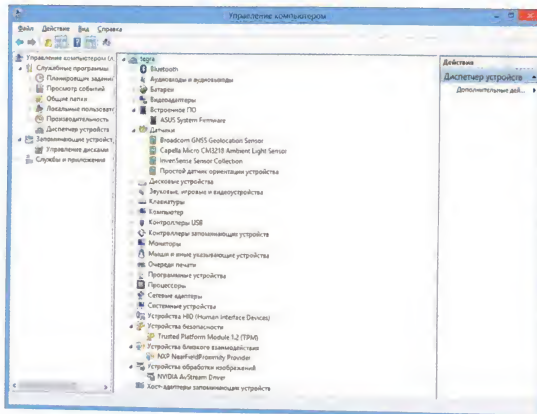 Управление компьютером
Файл Действие Вид Справка
Управление компьютером (л
Служебные программы
Планировщик заданий
Просмотр событий
Общие папки
Локальные пользоват
Производительность
Диспетчер устройств
Запоминающие устройст
Управление дисками
Службы и приложения
tegra
Bluetooth
Аудиовходы и аудиовыходы
Батареи
Видеоадаптеры
Встроенное ПО
ASUS System Firmware
Датчики
Broadcom GNSS Geolocation Sensor
Capella Micro CM3218 Ambient Light Sensor
InvenSense Sensor Collection
Простой датчик ориентации устройства
Дисковые устройства
Звуковые, игровые и видеоустройства
Клавиатуры
Компьютер
Контроллеры USB
Контроллеры запоминающих устройств
Мониторы
Мыши и иные указывающие устройства
Очереди печати
Программные устройства
Процессоры
Сетевые адаптеры
Системные устройства
Устройства HID (Human Interface Devices)
Устройства безопасности
Trusted Platform Module 1.2 (TPM)
Устройства близкого взаимодействия
NXP NearFieldProximity Provider
Устройства обработки изображений
NVIDIA AvStream Driver
Хост-адаптеры запоминающих устройств
Действия
Диспетчер устройств
Дополнительные дей...